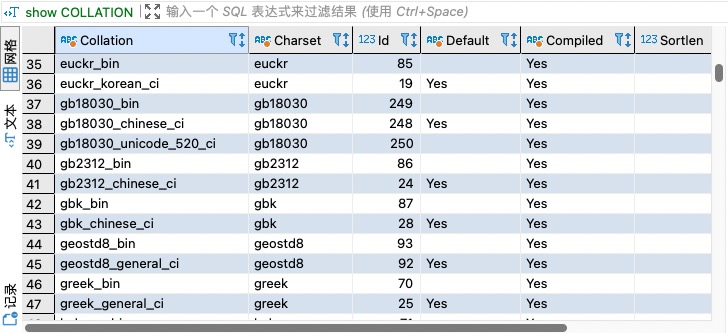 show COLLATION 输入一个 SQL 表达式来过滤结果 (使用 Ctrl+Space)
网格
文本
记录
Collation Charset Id Default Compiled Sortlen
35 euckr_bin euckr 85 Yes
36 euckr_korean_ci euckr 19 Yes Yes
37 gb18030_bin gb18030 249 Yes
38 gb18030_chinese_ci gb18030 248 Yes Yes
39 gb18030_unicode_520_ci gb18030 250 Yes
40 gb2312_bin gb2312 86 Yes
41 gb2312_chinese_ci gb2312 24 Yes Yes
42 gbk_bin gbk 87 Yes
43 gbk_chinese_ci gbk 28 Yes Yes
44 geostd8_bin geostd8 93 Yes
45 geostd8_general_ci geostd8 92 Yes Yes
46 greek_bin greek 70 Yes
47 greek_general_ci greek 25 Yes Yes